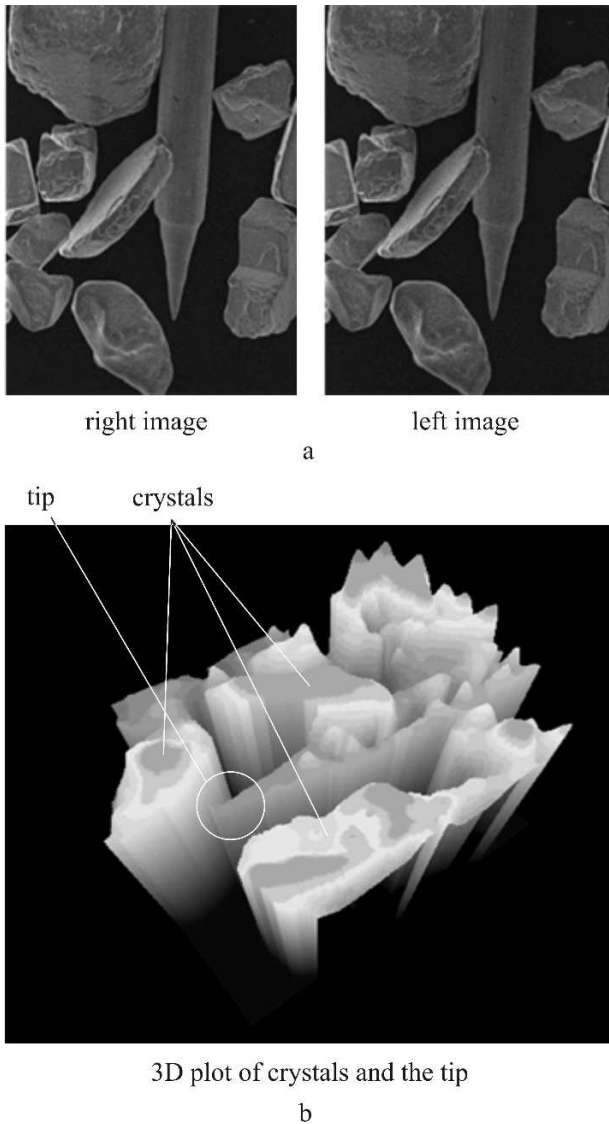 right image
left image
a
tip
crystals
3D plot of crystals and the tip
b